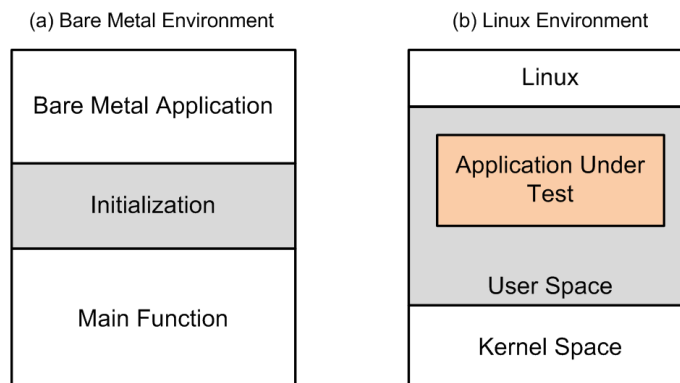 (a) Bare Metal Environment
Bare Metal Application
Initialization
Main Function
(b) Linux Environment
Linux
Application Under
Test
User Space
Kernel Space